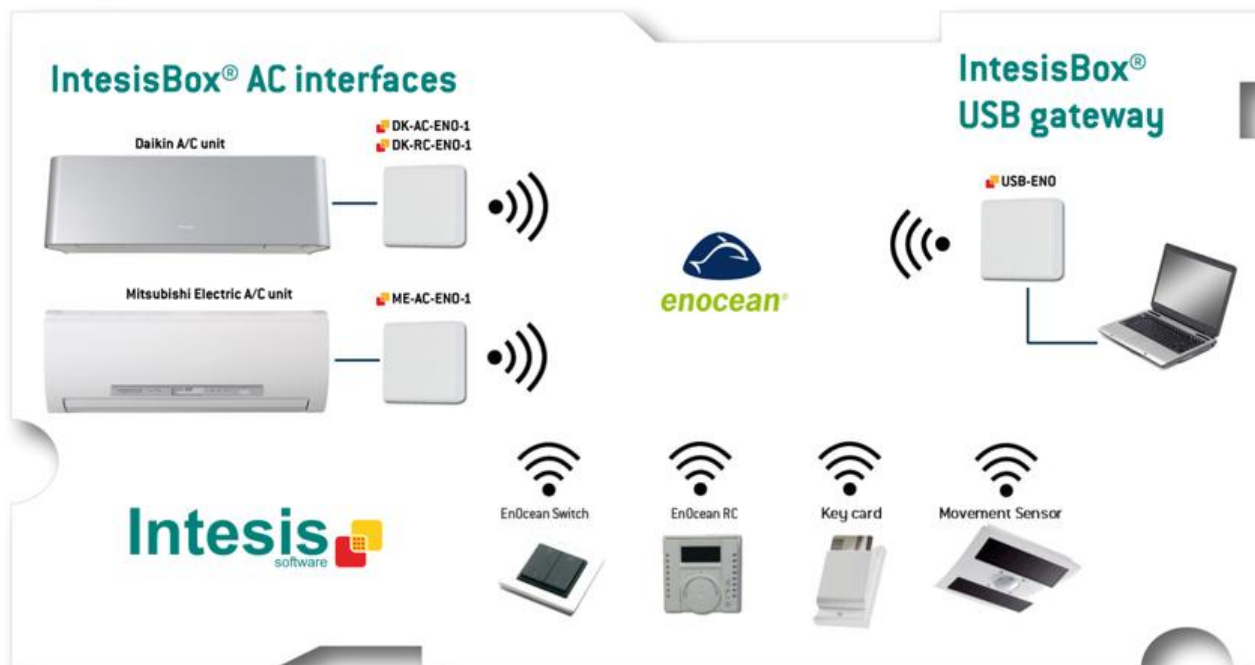 IntesisBox® AC interfaces
Daikin A/C unit
DK-AC-ENO-1
DK-RC-ENO-1
Mitsubishi Electric A/C unit
ME-AC-ENO-1
enocean®
IntesisBox®
USB gateway
USB-ENO
EnOcean Switch
EnOcean RC
Key card
Movement Sensor
Intesis
software